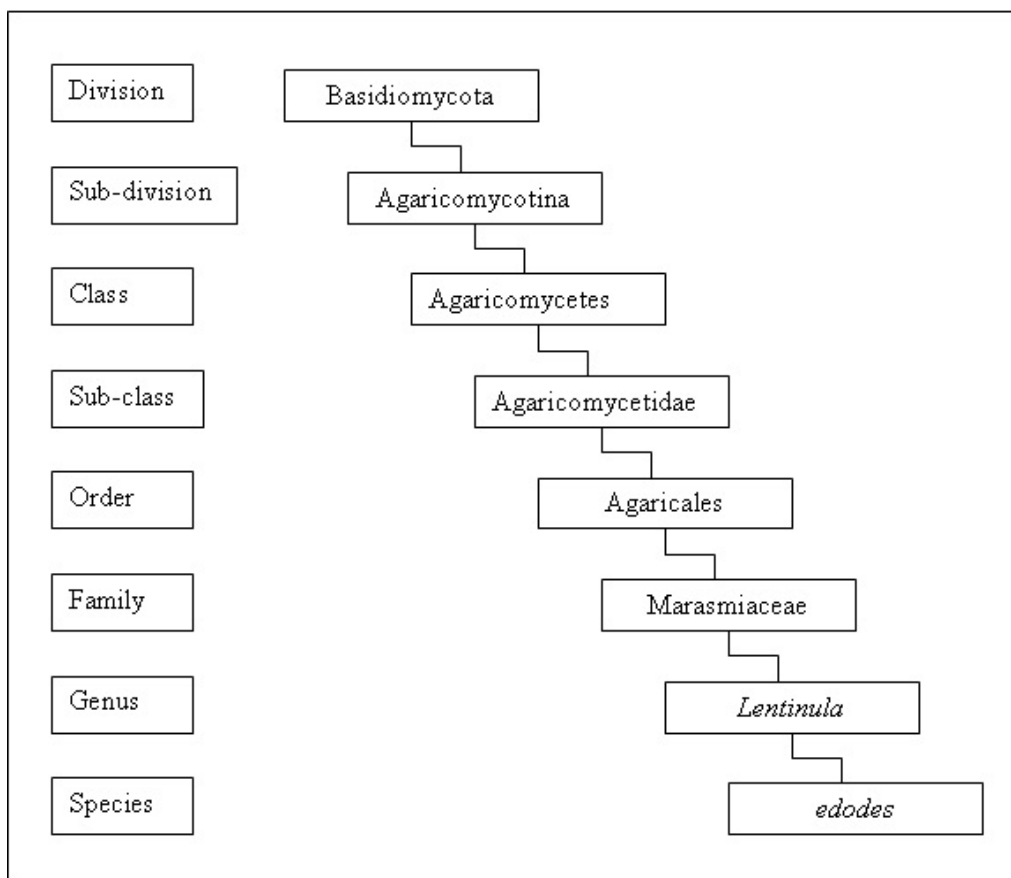 Division
Basidiomycota
Sub-division
Agaricomycotina
Class
Agaricomycetes
Sub-class
Agaricomycetidae
Order
Agaricales
Family
Marasmiaceae
Genus
Lentinula
Species
edodes